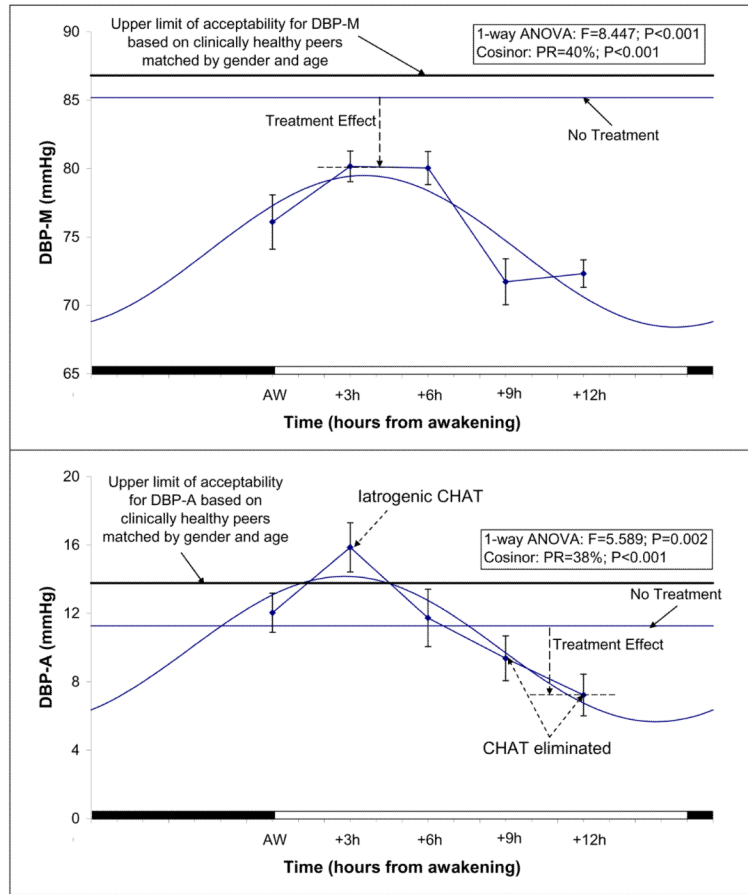 Upper limit of acceptability for DBP-M
based on clinically healthy peers
matched by gender and age
1-way ANOVA: F=8.447; P<0.001
Cosinor: PR=40%; P<0.001
Treatment Effect
No Treatment
DBP-M (mmHg)
90
85
80
75
70
65
AW
+3h
+6h
+9h
+12h
Time (hours from awakening)
Upper limit of acceptability
for DBP-A based on
clinically healthy peers
matched by gender and age
Iatrogenic CHAT
1-way ANOVA: F=5.589; P=0.002
Cosinor: PR=38%; P<0.001
No Treatment
Treatment Effect
CHAT eliminated
DBP-A (mmHg)
20
16
12
8
4
0
AW
+3h
+6h
+9h
+12h
Time (hours from awakening)